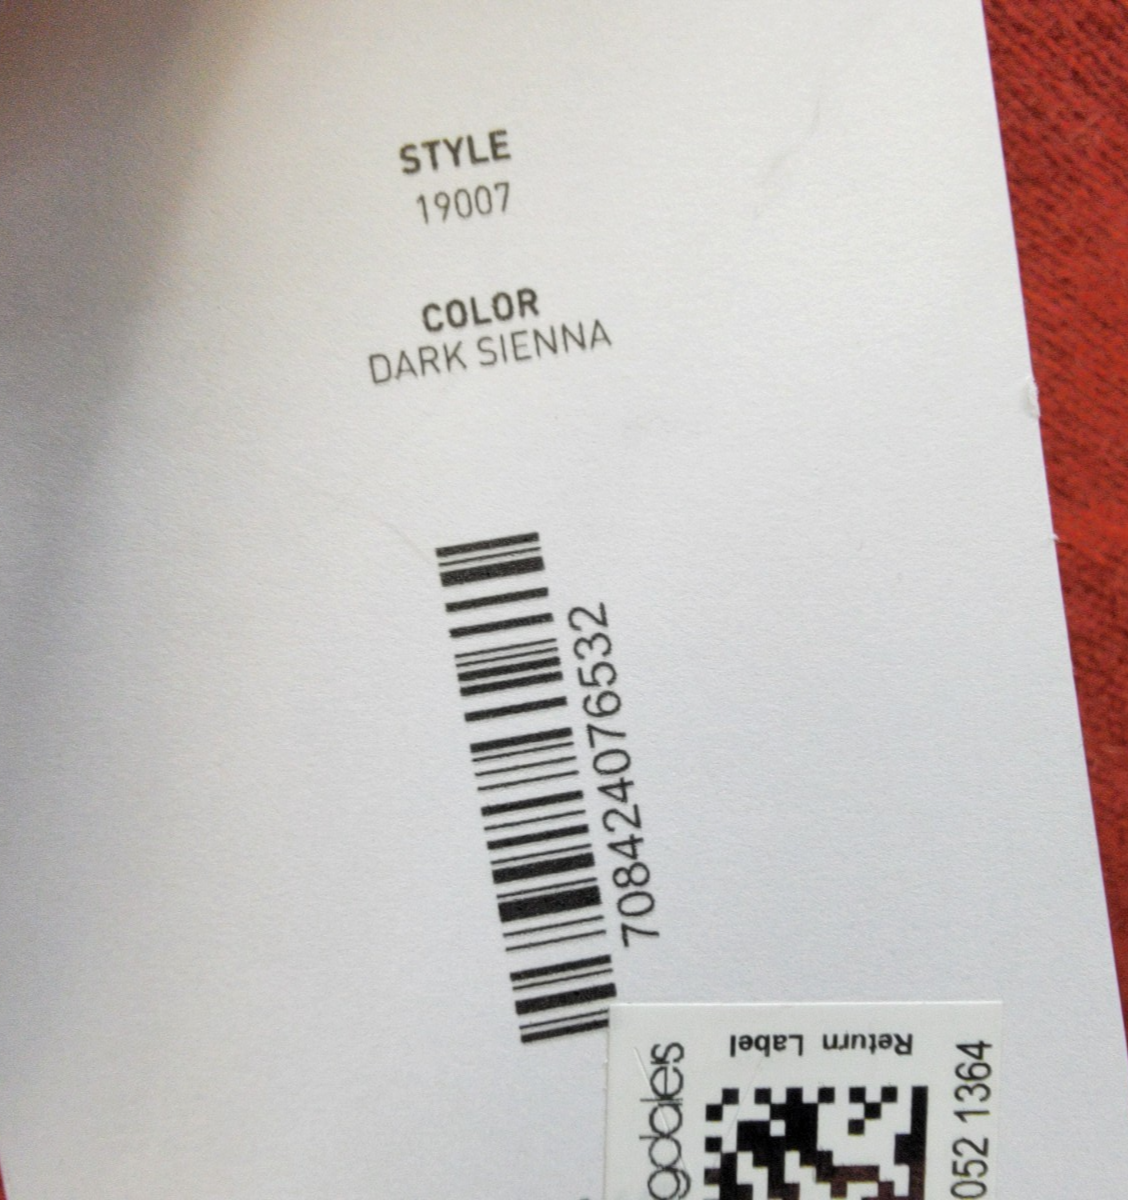 STYLE
19007
COLOR
DARK SIENNA
708424076532
Return Label
gdales
052 1364